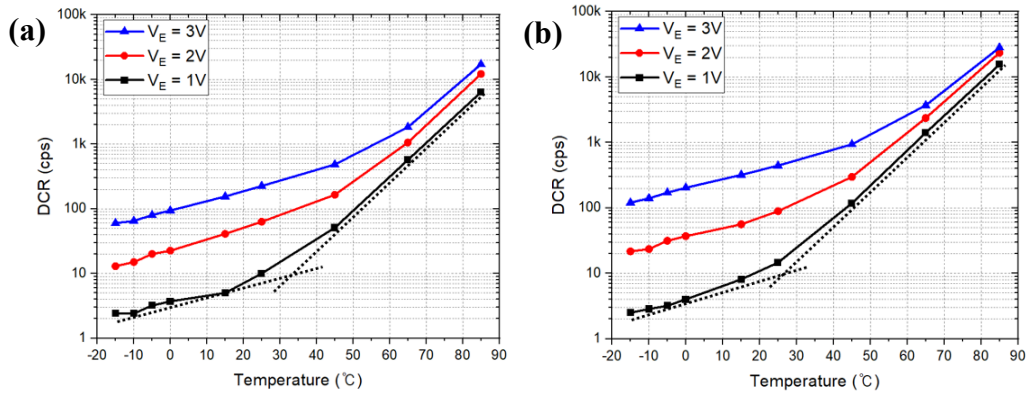 (a)
V_E = 3V
V_E = 2V
V_E = 1V
100k
10k
1k
100
10
1
DCR (cps)
-20 -10 0 10 20 30 40 50 60 70 80 90
Temperature (℃)
(b)
V_E = 3V
V_E = 2V
V_E = 1V
100k
10k
1k
100
10
1
DCR (cps)
-20 -10 0 10 20 30 40 50 60 70 80 90
Temperature (℃)